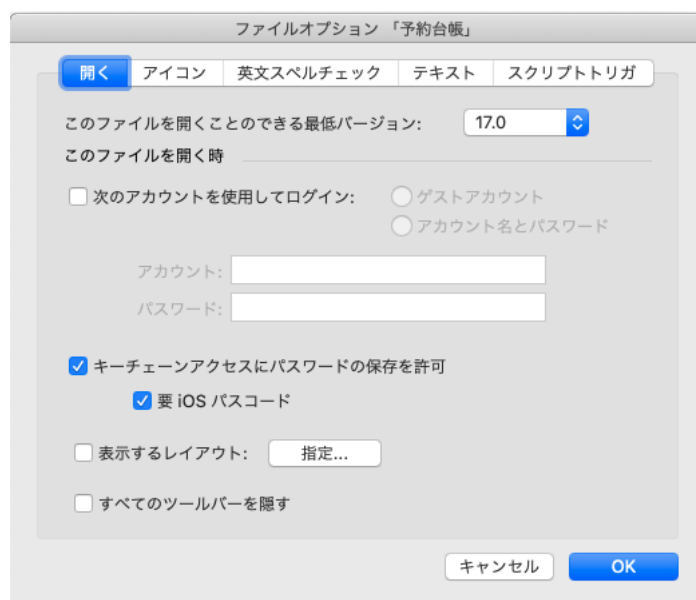 ファイルオプション 「予約台帳」
開く アイコン 英文スペルチェック テキスト スクリプトトリガ
このファイルを開くことのできる最低バージョン: 17.0
このファイルを開く時
次のアカウントを使用してログイン: ゲストアカウント
アカウント名とパスワード
アカウント:
パスワード:
キーチェーンアクセスにパスワードの保存を許可
要 iOS パスコード
表示するレイアウト: 指定...
すべてのツールバーを隠す
キャンセル OK